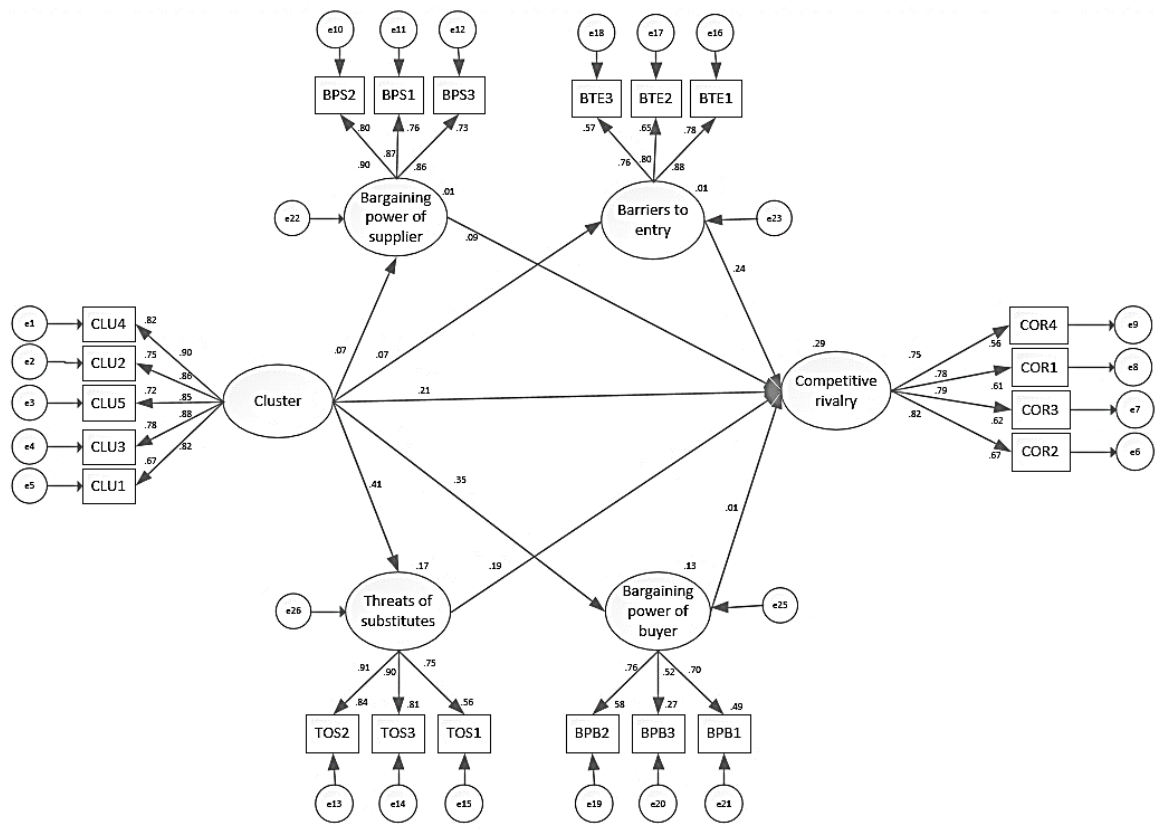 e10 e11 e12 e18 e17 e16
BPS2 BPS1 BPS3 BTE3 BTE2 BTE1
.80 .76 .73 .57 .65 .78
.90 .87 .86 .76 .80 .88
.01 .01
Bargaining
power of
supplier
Barriers to
entry
e22 e23
.09 .24
e1 CLU4 .82
e2 CLU2 .75 .90
e3 CLU5 .72 .86
.85
e4 CLU3 .78 .88
e5 CLU1 .67 .82
Cluster
.07 .07
.21
.41 .35
.29
Competitive
rivalry
.75 .56 COR4 e9
.78 .61 COR1 e8
.79 .62 COR3 e7
.82 .67 COR2 e6
.19 .01
.17 .13
e26 e25
Threats of
substitutes
Bargaining
power of
buyer
.91 .90 .75 .76 .52 .70
.84 .81 .56 58 .27 .49
TOS2 TOS3 TOS1 BPB2 BPB3 BPB1
e13 e14 e15 e19 e20 e21